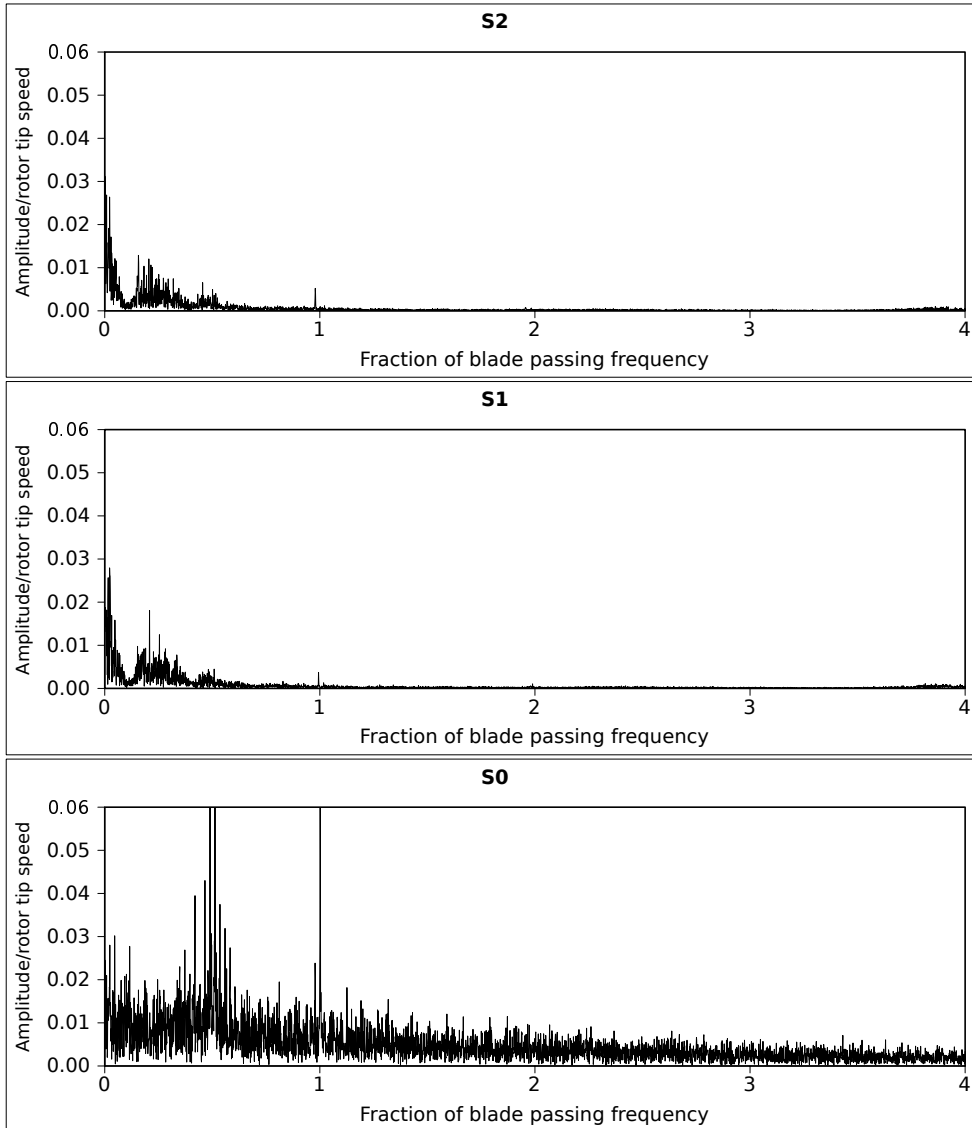 S2
Amplitude/rotor tip speed
0.06
0.05
0.04
0.03
0.02
0.01
0.00
0 1 2 3 4
Fraction of blade passing frequency
S1
Amplitude/rotor tip speed
0.06
0.05
0.04
0.03
0.02
0.01
0.00
0 1 2 3 4
Fraction of blade passing frequency
S0
Amplitude/rotor tip speed
0.06
0.05
0.04
0.03
0.02
0.01
0.00
0 1 2 3 4
Fraction of blade passing frequency